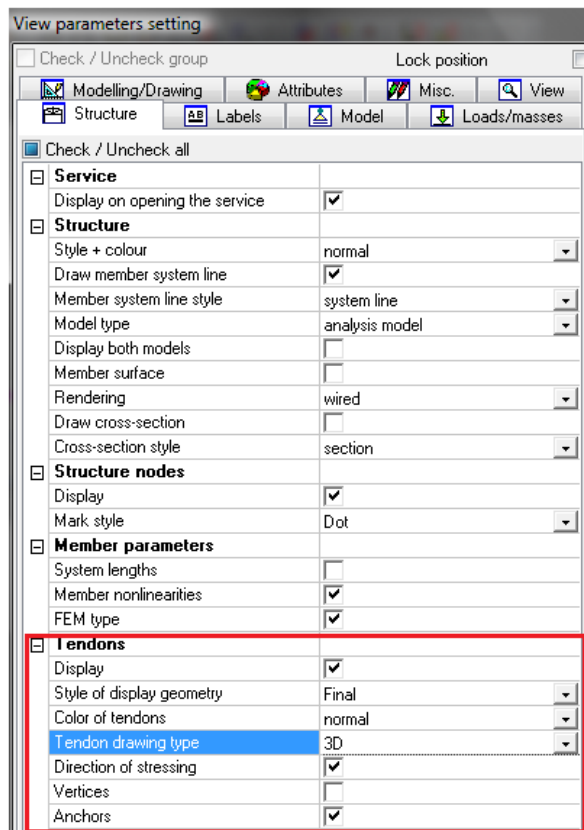 View parameters setting
Check / Uncheck group Lock position
Modelling/Drawing Attributes Misc. View
Structure Labels Model Loads/masses
Check / Uncheck all
Service
Display on opening the service
Structure
Style + colour normal
Draw member system line
Member system line style system line
Model type analysis model
Display both models
Member surface
Rendering wired
Draw cross-section
Cross-section style section
Structure nodes
Display
Mark style Dot
Member parameters
System lengths
Member nonlinearities
FEM type
Tendons
Display
Style of display geometry Final
Color of tendons normal
Tendon drawing type 3D
Direction of stressing
Vertices
Anchors